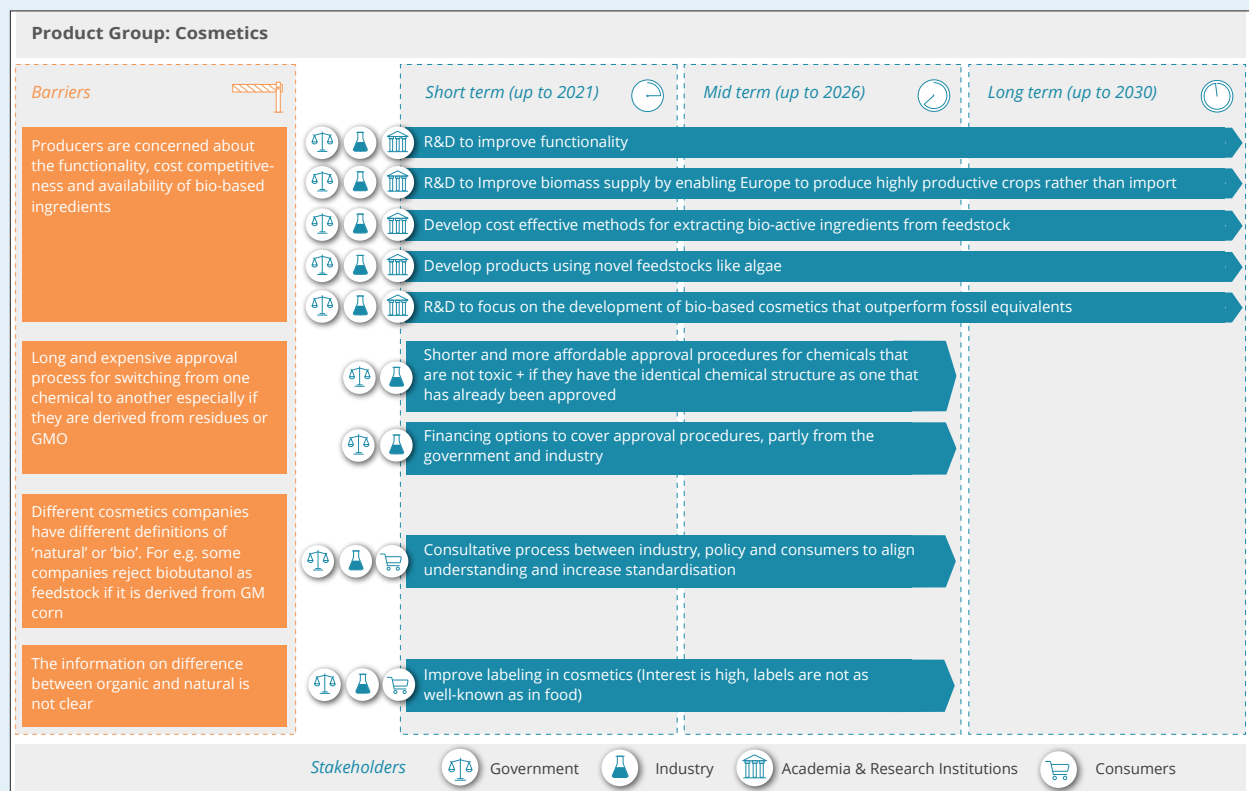 Product Group: Cosmetics
Barriers
Short term (up to 2021)
Mid term (up to 2026)
Long term (up to 2030)
Producers are concerned about
the functionality, cost competitive-
ness and availability of bio-based
ingredients
R&D to improve functionality
R&D to Improve biomass supply by enabling Europe to produce highly productive crops rather than import
Develop cost effective methods for extracting bio-active ingredients from feedstock
Develop products using novel feedstocks like algae
R&D to focus on the development of bio-based cosmetics that outperform fossil equivalents
Long and expensive approval
process for switching from one
chemical to another especially if
they are derived from residues or
GMO
Shorter and more affordable approval procedures for chemicals that
are not toxic + if they have the identical chemical structure as one that
has already been approved
Financing options to cover approval procedures, partly from the
government and industry
Different cosmetics companies
have different definitions of
‘natural’ or ‘bio’. For e.g. some
companies reject biobutanol as
feedstock if it is derived from GM
corn
Consultative process between industry, policy and consumers to align
understanding and increase standardisation
The information on difference
between organic and natural is
not clear
Improve labeling in cosmetics (Interest is high, labels are not as
well-known as in food)
Stakeholders
Government
Industry
Academia & Research Institutions
Consumers